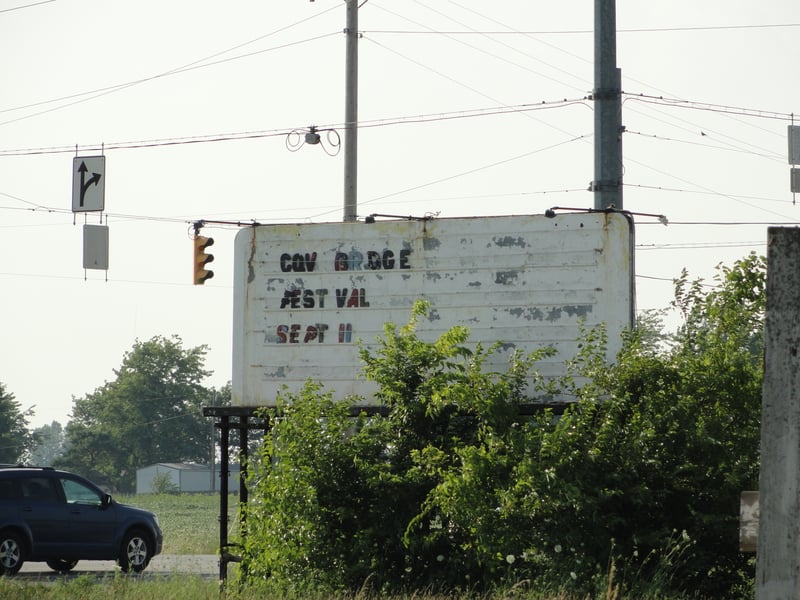 COV BRDGE
FEST VAL
SEPT 11